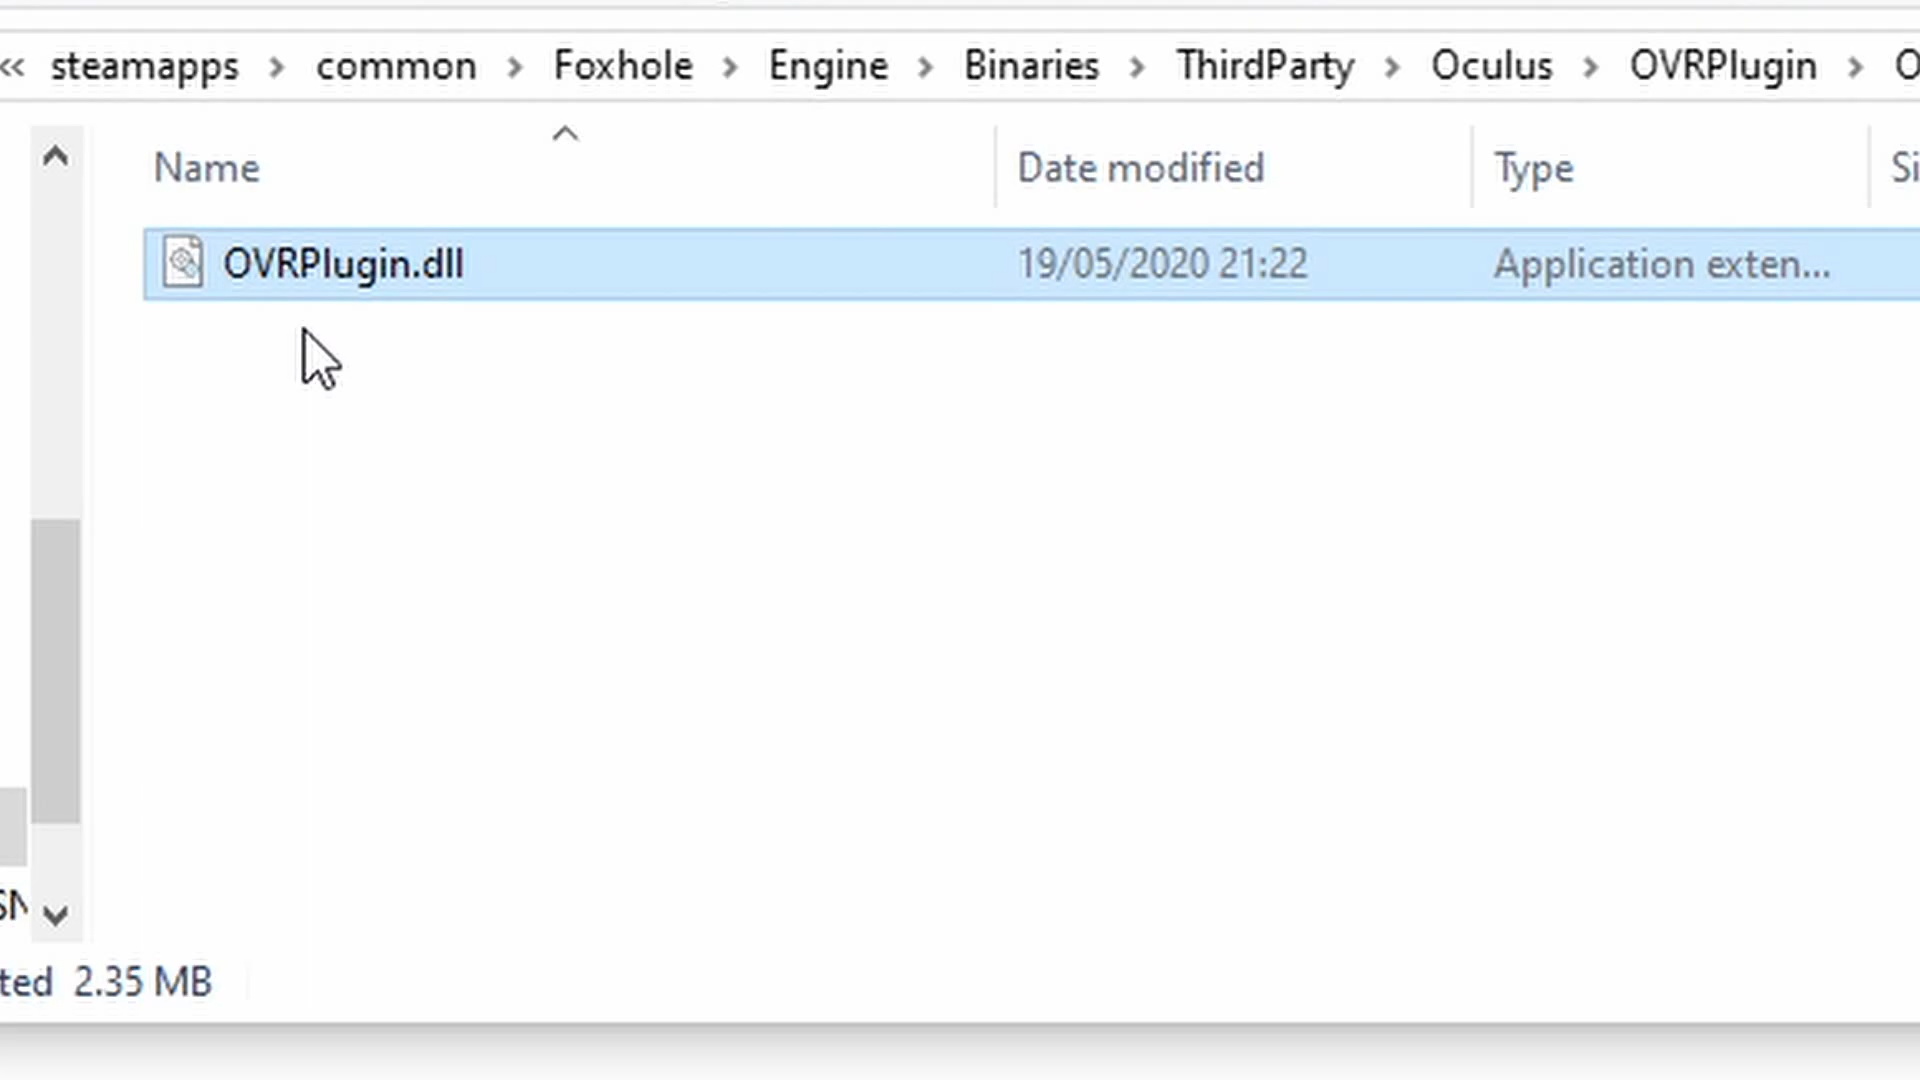 « steamapps > common > Foxhole > Engine > Binaries > ThirdParty > Oculus > OVRPlugin >
Name Date modified Type
OVRPlugin.dll 19/05/2020 21:22 Application exten...
2.35 MB